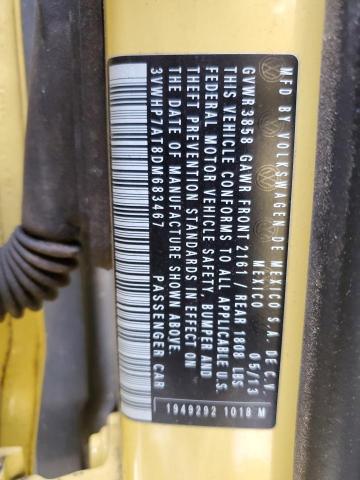 MFD BY VOLKSWAGEN DE MEXICO S.A. DE C.V.
MEXICO 05/13
GVWR3858 GAWR FRONT 2161 / REAR 1808 LBS
THIS VEHICLE CONFORMS TO ALL APPLICABLE U.S.
FEDERAL MOTOR VEHICLE SAFETY, BUMPER AND
THEFT PREVENTION STANDARDS IN EFFECT ON
THE DATE OF MANUFACTURE SHOWN ABOVE.
3VWHP7AT8DM683467 PASSENGER CAR
1949292 1018 M